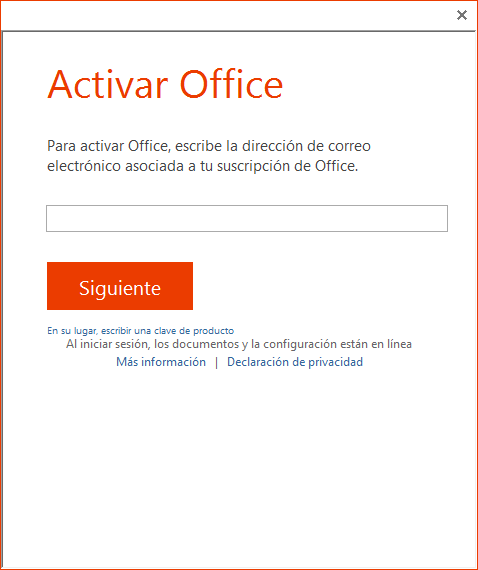 Activar Office
Para activar Office, escribe la dirección de correo
electrónico asociada a tu suscripción de Office.
Siguiente
En su lugar, escribir una clave de producto
Al iniciar sesión, los documentos y la configuración están en línea
Más información | Declaración de privacidad